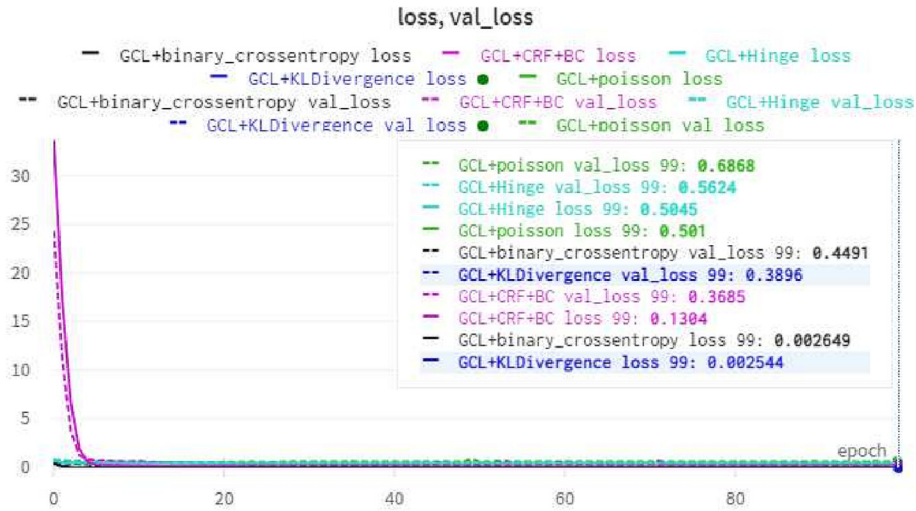 loss, val_loss
GCL+binary_crossentropy loss GCL+CRF+BC loss GCL+Hinge loss
GCL+KLDivergence loss GCL+poisson loss
GCL+binary_crossentropy val_loss GCL+CRF+BC val_loss GCL+Hinge val_loss
GCL+KLDivergence val loss GCL+poisson val loss
GCL+poisson val_loss 99: 0.6868
GCL+Hinge val_loss 99: 0.5624
GCL+Hinge loss 99: 0.5045
GCL+poisson loss 99: 0.501
GCL+binary_crossentropy val_loss 99: 0.4491
GCL+KLDivergence val_loss 99: 0.3896
GCL+CRF+BC val_loss 99: 0.3685
GCL+CRF+BC loss 99: 0.1304
GCL+binary_crossentropy loss 99: 0.002649
GCL+KLDivergence loss 99: 0.002544
30
25
20
15
10
5
0
epoch
0 20 40 60 80